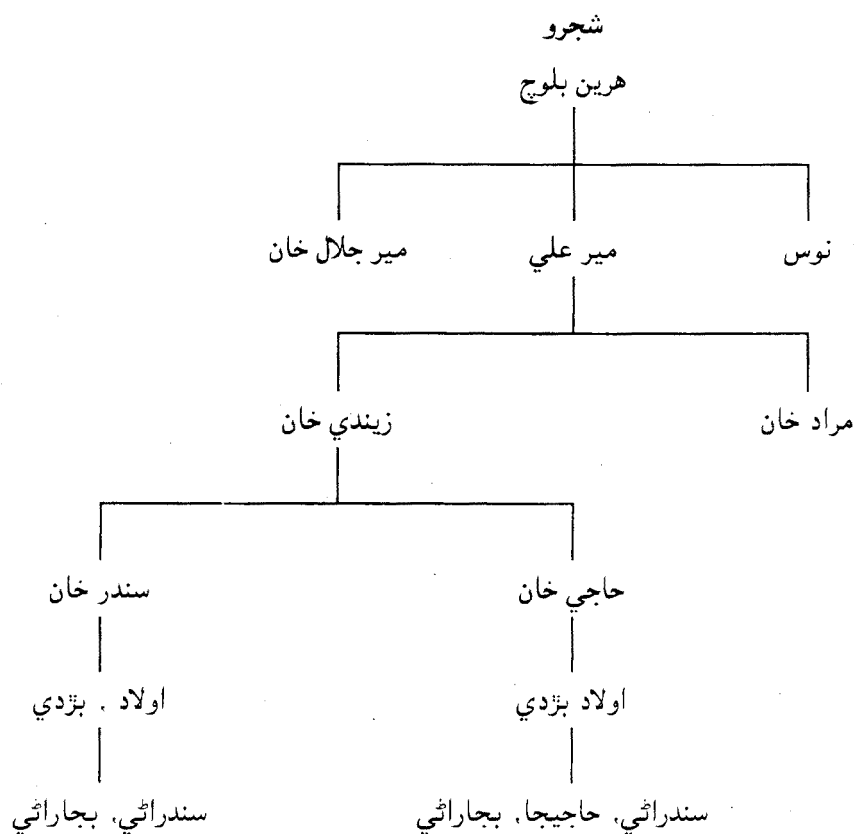 شجرو
هرين بلوچ
نوس
مير علي
مير جلال خان
مراد خان
زيندي خان
حاجي خان
سندر خان
اولاد بڙدي
اولاد . بڙدي
سندراڻي، حاجيجا، بجاراڻي
سندراڻي، بجاراڻي